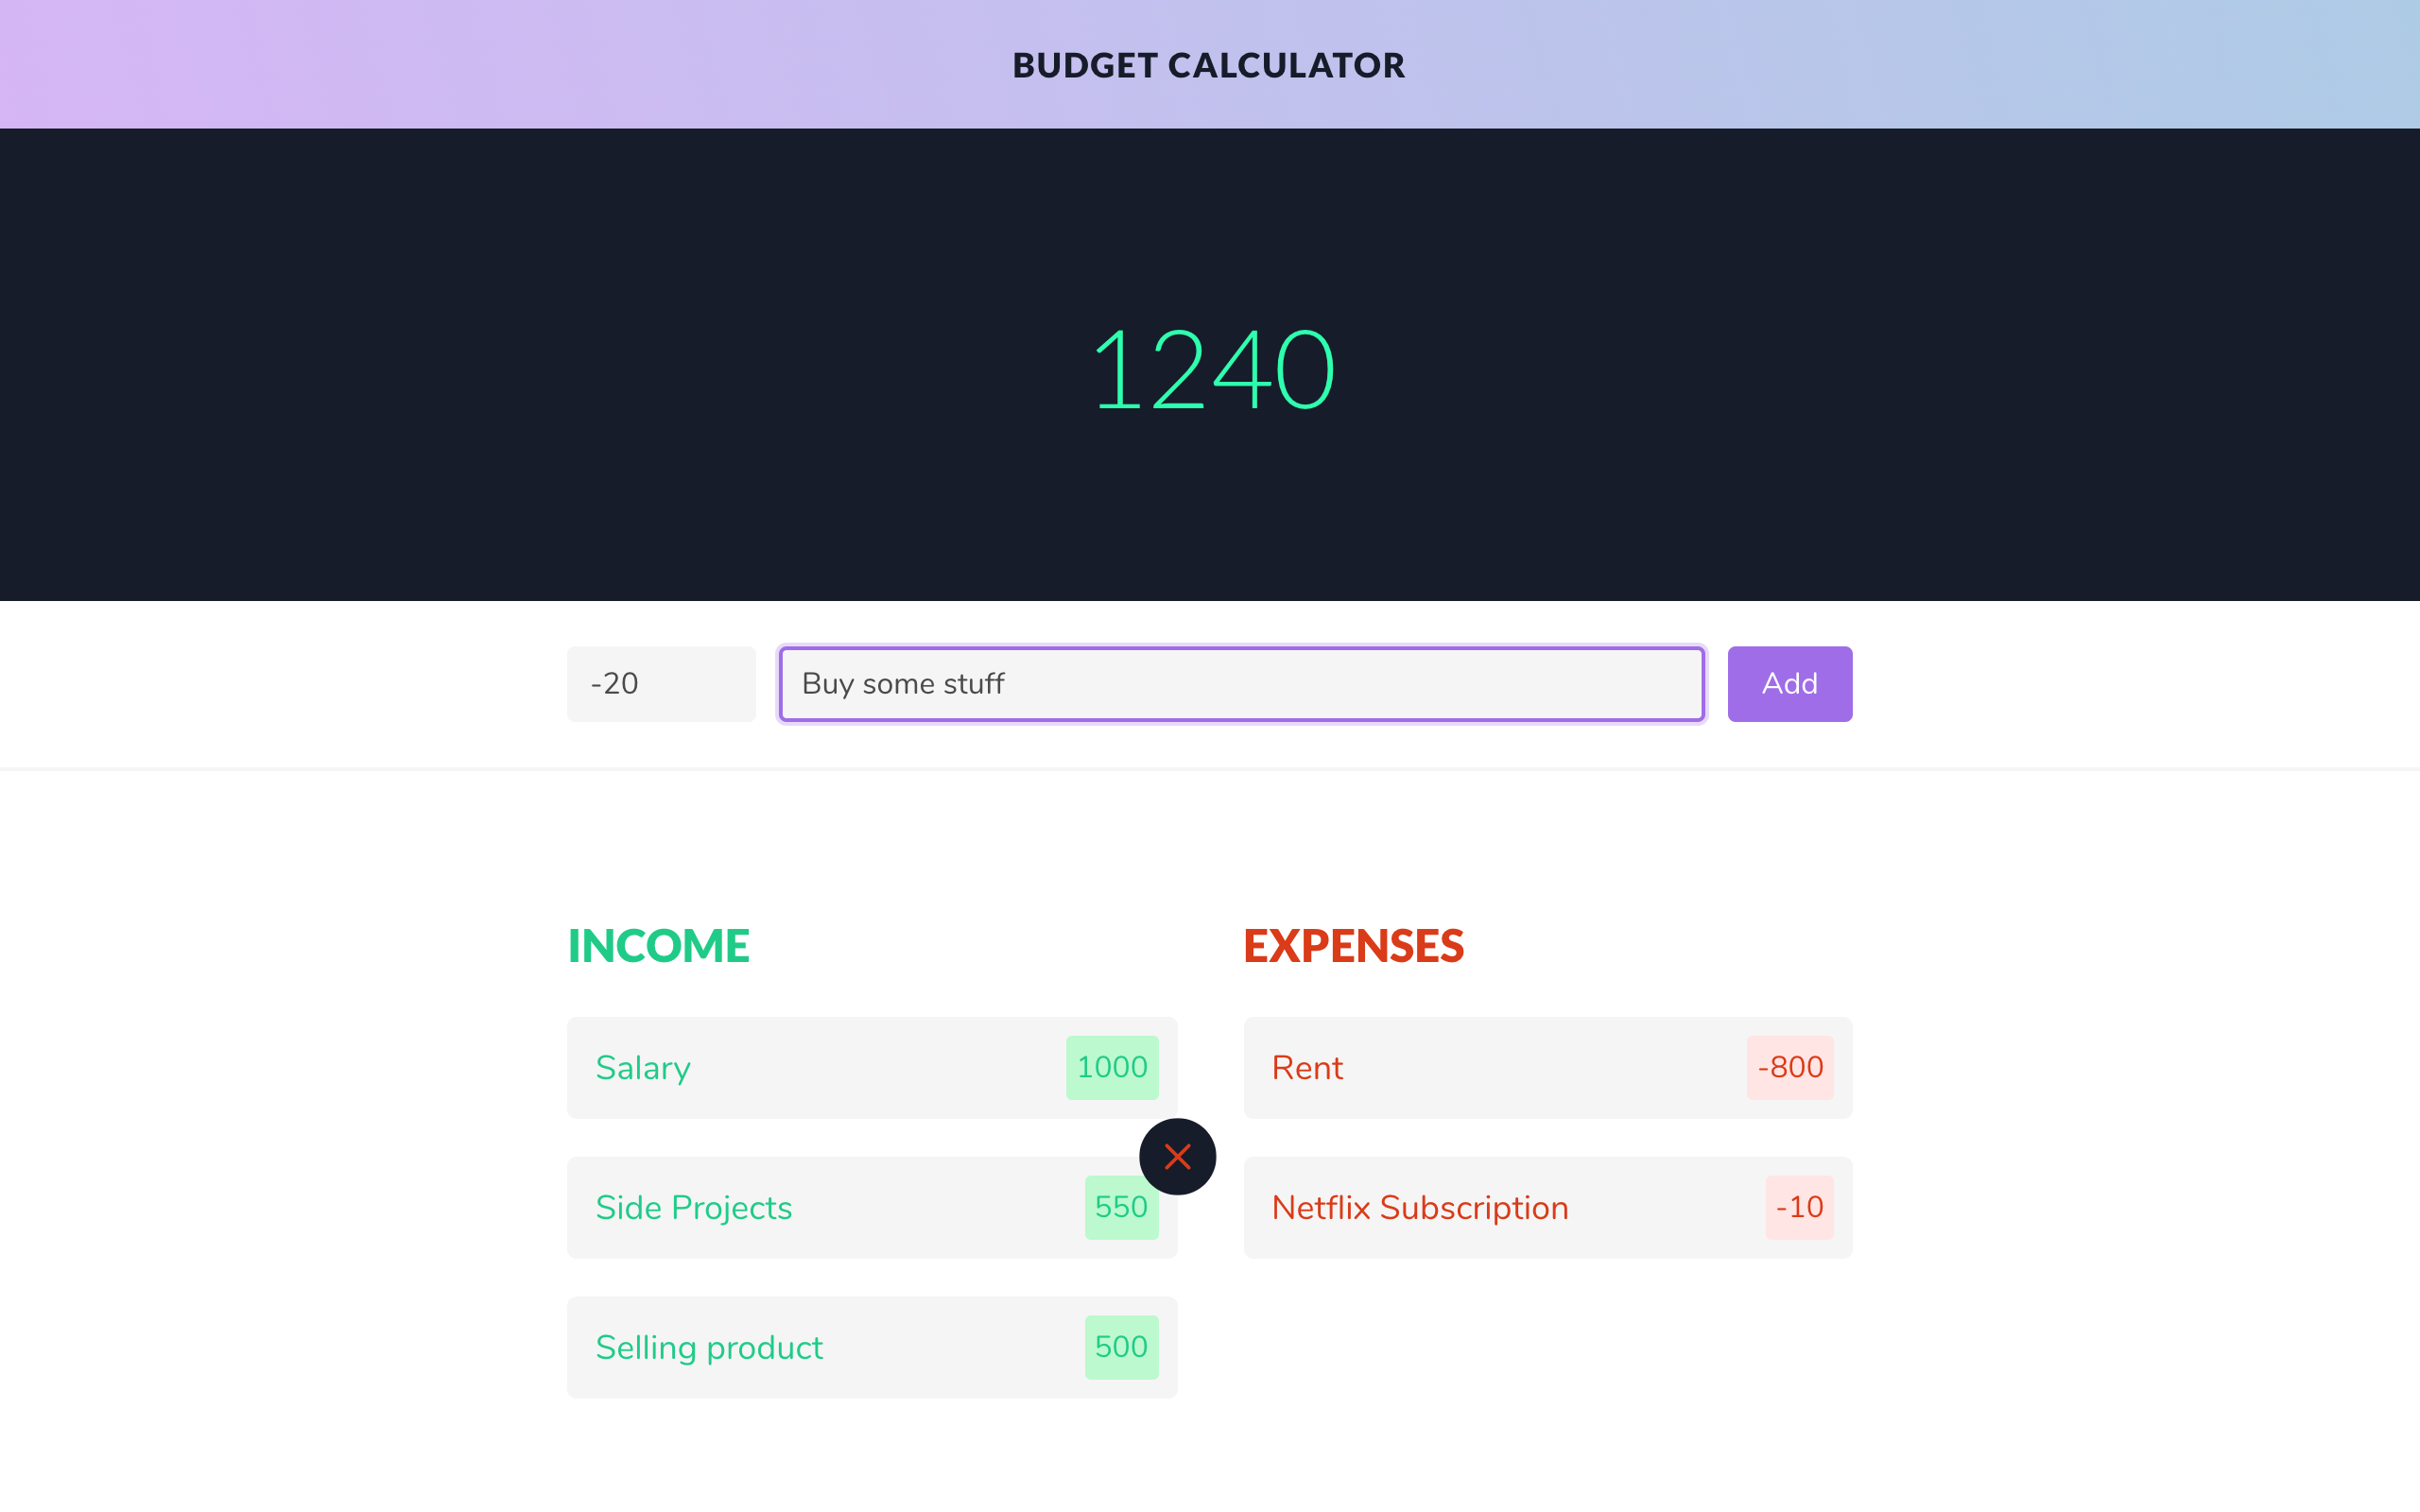 BUDGET CALCULATOR
1240
-20
Buy some stuff
Add
INCOME
Salary 1000
Side Projects 550
Selling product 500
EXPENSES
Rent -800
Netflix Subscription -10